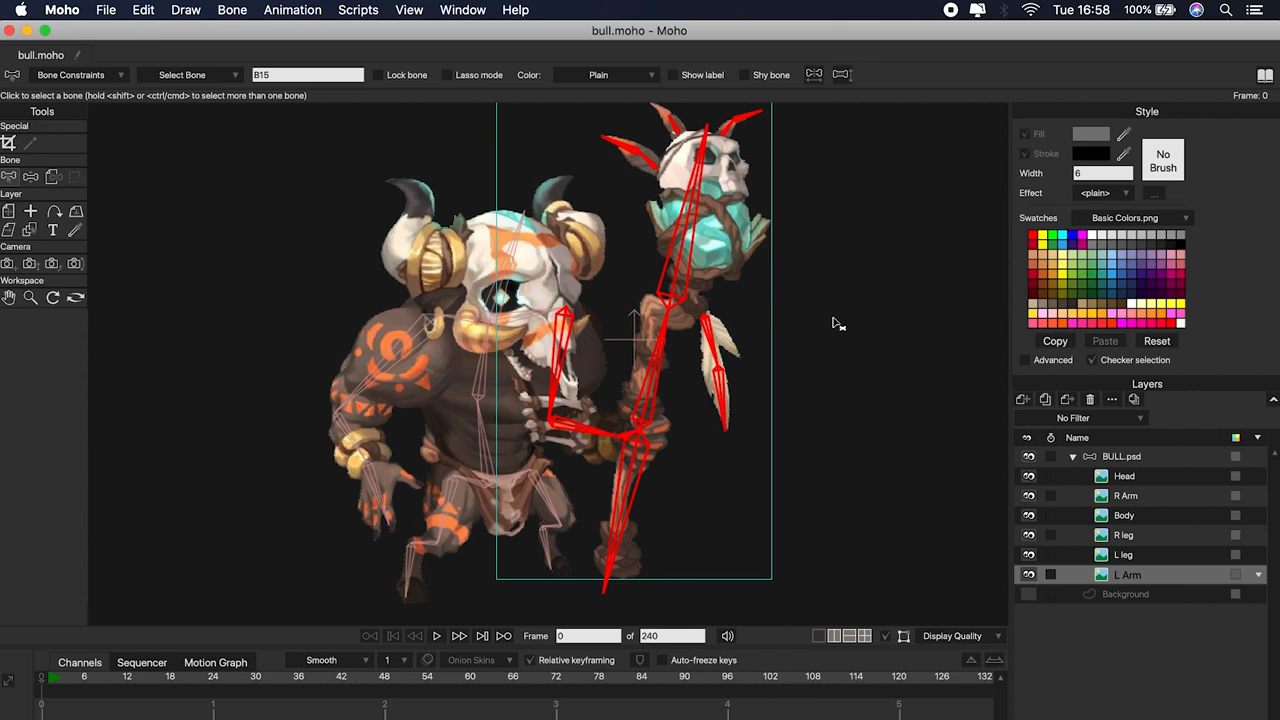 Moho File Edit Draw Bone Animation Scripts View Window Help Tue 16:58 100%
bull.moho - Moho
bull.moho
Bone Constraints Select Bone B15 Lock bone Lasso mode Color: Plain Show label Shy bone
Click to select a bone (hold <shift> or <ctrl/cmd> to select more than one bone) Frame: 0
Tools
Special
Bone
Layer
Camera
Workspace
Style
Fill
Stroke
No Brush
Width 6
Effect <plain> ...
Swatches Basic Colors.png
Copy Paste Reset
Advanced Checker selection
Layers
No Filter
Name
BULL.psd
Head
R Arm
Body
R leg
L leg
L Arm
Background
Frame 0 of 240 Display Quality
Channels Sequencer Motion Graph Smooth 1 Onion Skins Relative keyframing Auto-freeze keys
0 6 12 18 24 30 36 42 48 54 60 66 72 78 84 90 96 102 108 114 120 126 132
0 1 2 3 4 5